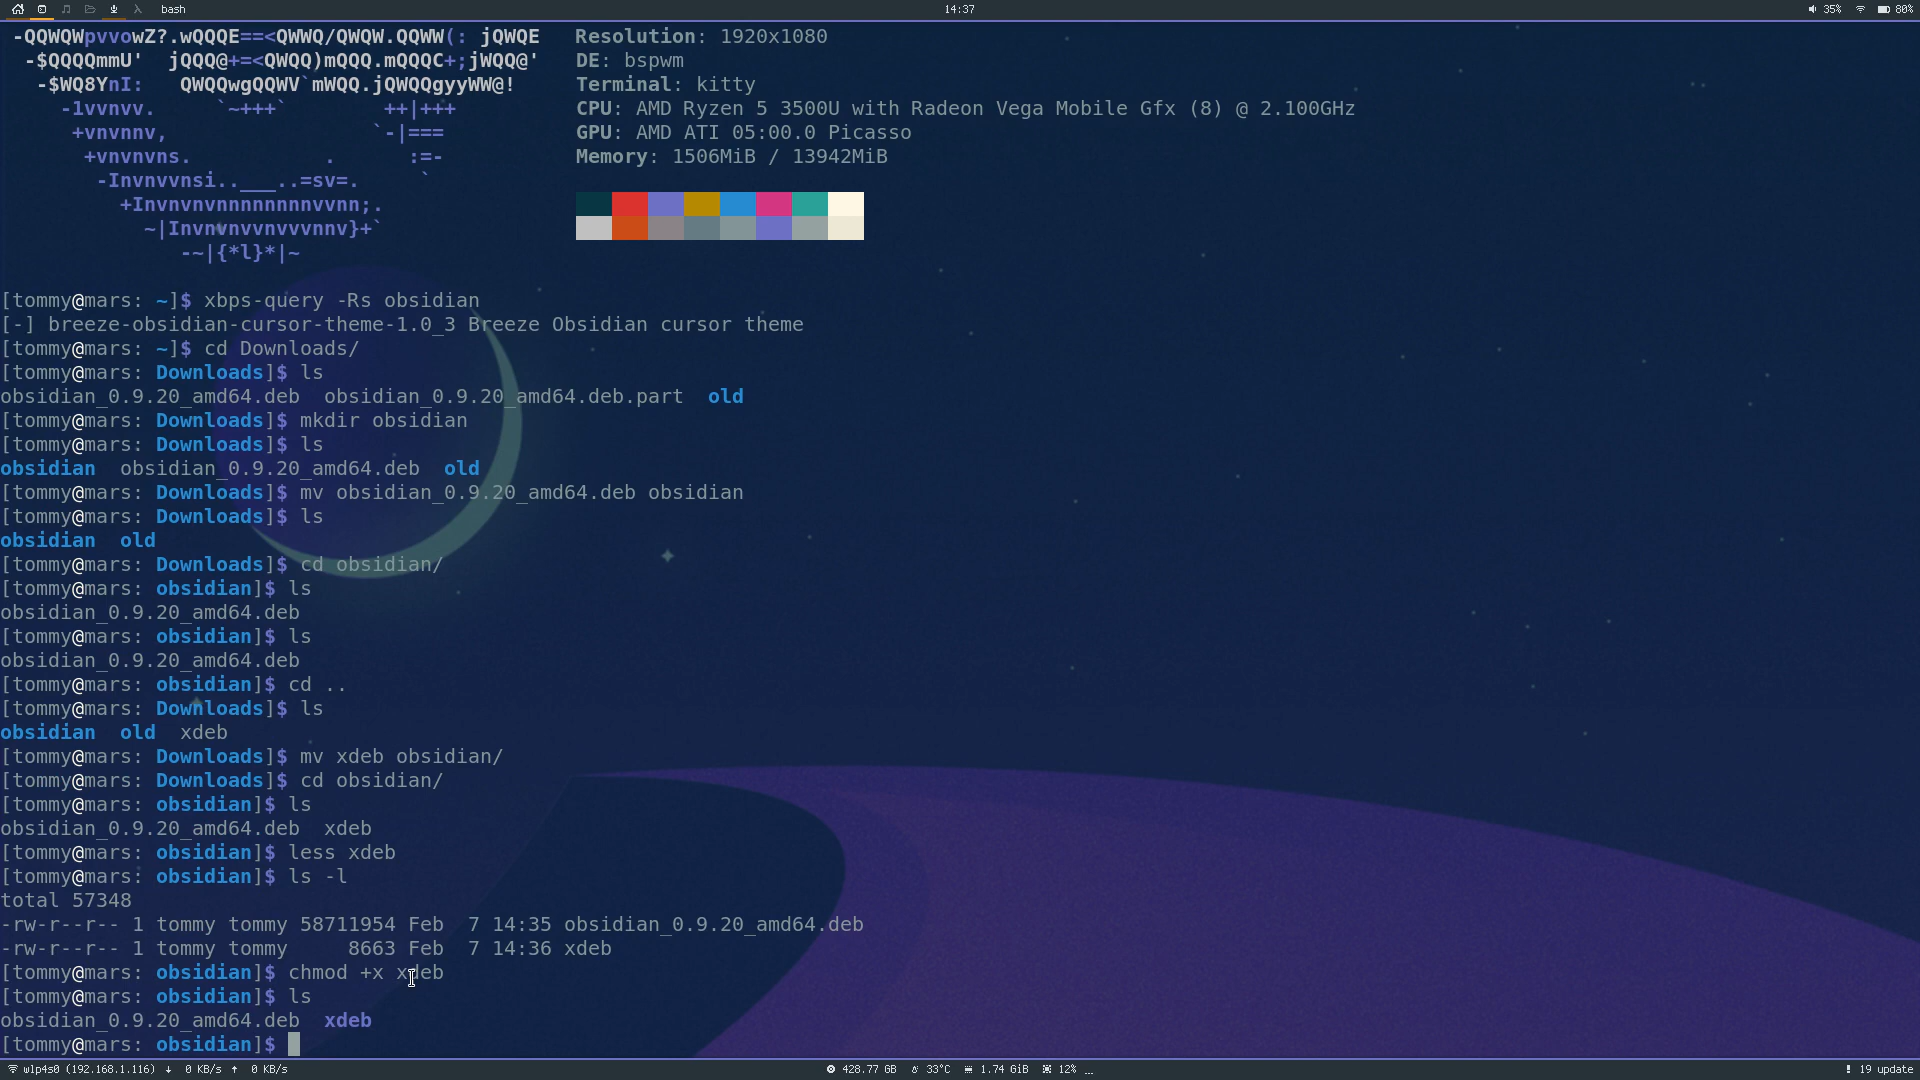 bash
14:37
35%
80%
-QQWQWpvvowZ?.wQQQE==<QWWQ/QWQW.QQWW(: jQWQE   Resolution: 1920x1080
-$QQQQmmU'  jQQQ@+=<QWQQ)mQQQ.mQQQC+;jWQQ@'   DE: bspwm
-$WQ8YnI:   QWQQwgQQWV`mWQQ.jQWQQgyyWW@!     Terminal: kitty
-1vvnvv.     `~+++`        ++|+++          CPU: AMD Ryzen 5 3500U with Radeon Vega Mobile Gfx (8) @ 2.100GHz
+vnvnnv,                 `-|===           GPU: AMD ATI 05:00.0 Picasso
+vnvnvns.           .      :=-           Memory: 1506MiB / 13942MiB
-Invnvvnsi..___..=sv=.     `
+Invnvnvnnnnnnnnvvnn;.
~|Invnvnvvnvvvnnv}+`
-~|{*l}*|~
[tommy@mars: ~]$ xbps-query -Rs obsidian
[-] breeze-obsidian-cursor-theme-1.0_3 Breeze Obsidian cursor theme
[tommy@mars: ~]$ cd Downloads/
[tommy@mars: Downloads]$ ls
obsidian_0.9.20_amd64.deb  obsidian_0.9.20_amd64.deb.part  old
[tommy@mars: Downloads]$ mkdir obsidian
[tommy@mars: Downloads]$ ls
obsidian  obsidian_0.9.20_amd64.deb  old
[tommy@mars: Downloads]$ mv obsidian_0.9.20_amd64.deb obsidian
[tommy@mars: Downloads]$ ls
obsidian  old
[tommy@mars: Downloads]$ cd obsidian/
[tommy@mars: obsidian]$ ls
obsidian_0.9.20_amd64.deb
[tommy@mars: obsidian]$ ls
obsidian_0.9.20_amd64.deb
[tommy@mars: obsidian]$ cd ..
[tommy@mars: Downloads]$ ls
obsidian  old  xdeb
[tommy@mars: Downloads]$ mv xdeb obsidian/
[tommy@mars: Downloads]$ cd obsidian/
[tommy@mars: obsidian]$ ls
obsidian_0.9.20_amd64.deb  xdeb
[tommy@mars: obsidian]$ less xdeb
[tommy@mars: obsidian]$ ls -l
total 57348
-rw-r--r-- 1 tommy tommy 58711954 Feb  7 14:35 obsidian_0.9.20_amd64.deb
-rw-r--r-- 1 tommy tommy     8663 Feb  7 14:36 xdeb
[tommy@mars: obsidian]$ chmod +x xdeb
[tommy@mars: obsidian]$ ls
obsidian_0.9.20_amd64.deb  xdeb
[tommy@mars: obsidian]$
wlp4s0 (192.168.1.116) ↓ 0 KB/s ↑ 0 KB/s
428.77 GB
33°C
1.74 GiB
12% ...
19 update